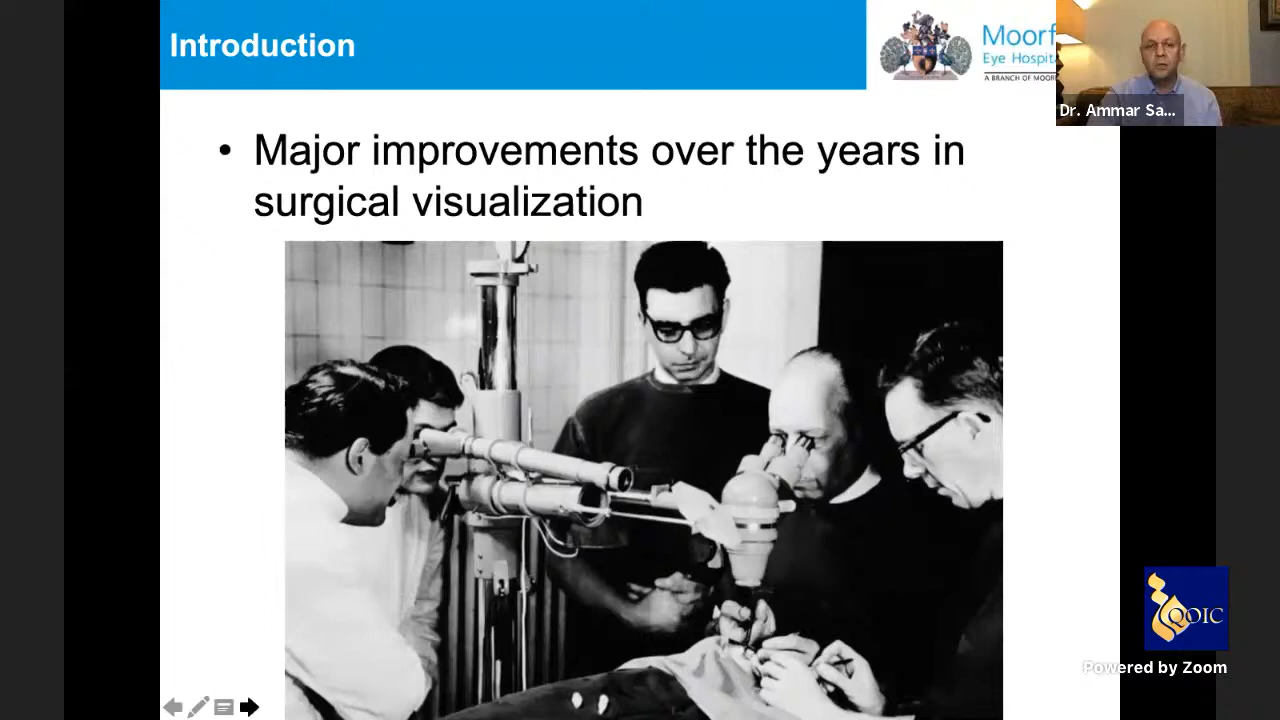 Introduction
Moorf
Eye Hospita
A BRANCH OF MOOR
Dr. Ammar Sa...
• Major improvements over the years in
surgical visualization
QOIC
Powered by Zoom